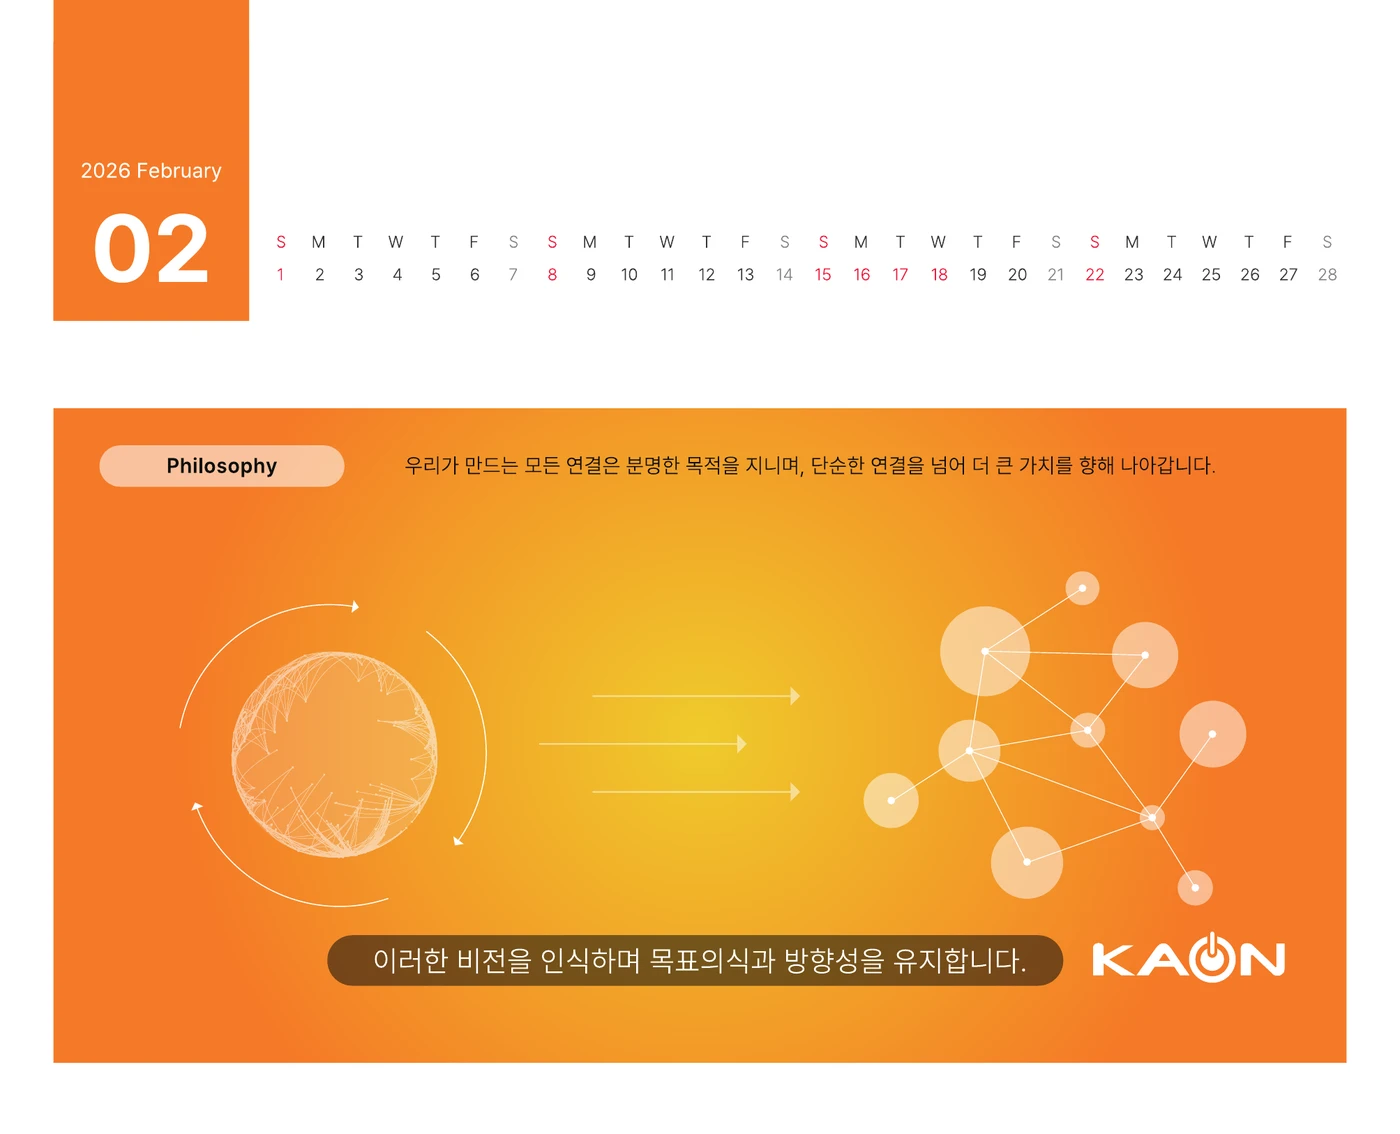 2026 February
02
S M T W T F S S M T W T F S S M T W T F S S M T W T F S
1 2 3 4 5 6 7 8 9 10 11 12 13 14 15 16 17 18 19 20 21 22 23 24 25 26 27 28
Philosophy
우리가 만드는 모든 연결은 분명한 목적을 지니며, 단순한 연결을 넘어 더 큰 가치를 향해 나아갑니다.
이러한 비전을 인식하며 목표의식과 방향성을 유지합니다.
KAON